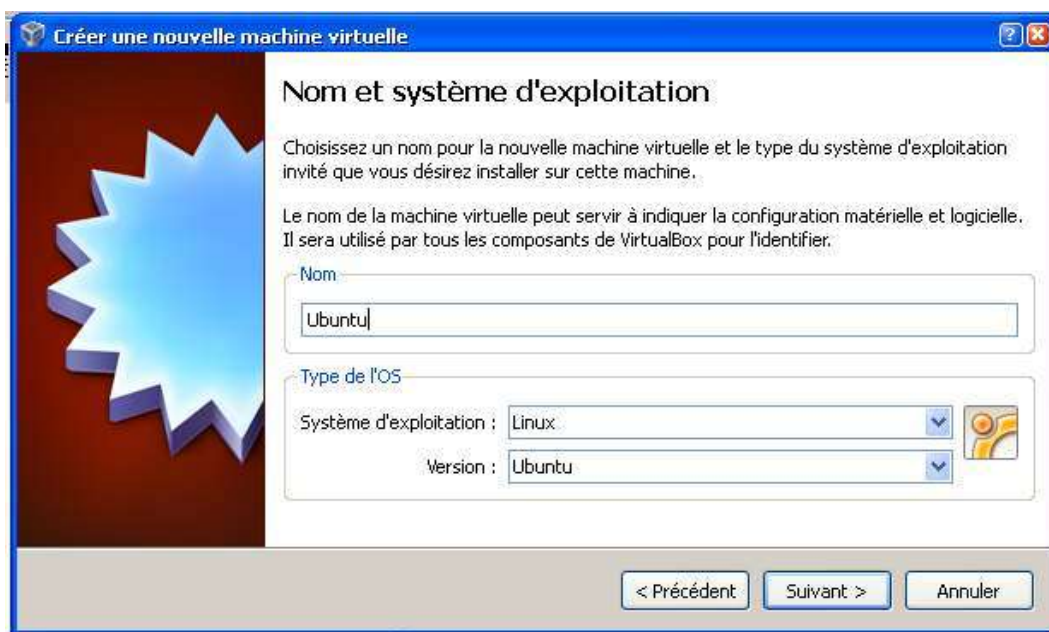 Créer une nouvelle machine virtuelle
Nom et système d'exploitation
Choisissez un nom pour la nouvelle machine virtuelle et le type du système d'exploitation
invité que vous désirez installer sur cette machine.
Le nom de la machine virtuelle peut servir à indiquer la configuration matérielle et logicielle.
Il sera utilisé par tous les composants de VirtualBox pour l'identifier.
Nom
Ubuntu
Type de l'OS
Système d'exploitation : Linux
Version : Ubuntu
< Précédent Suivant > Annuler